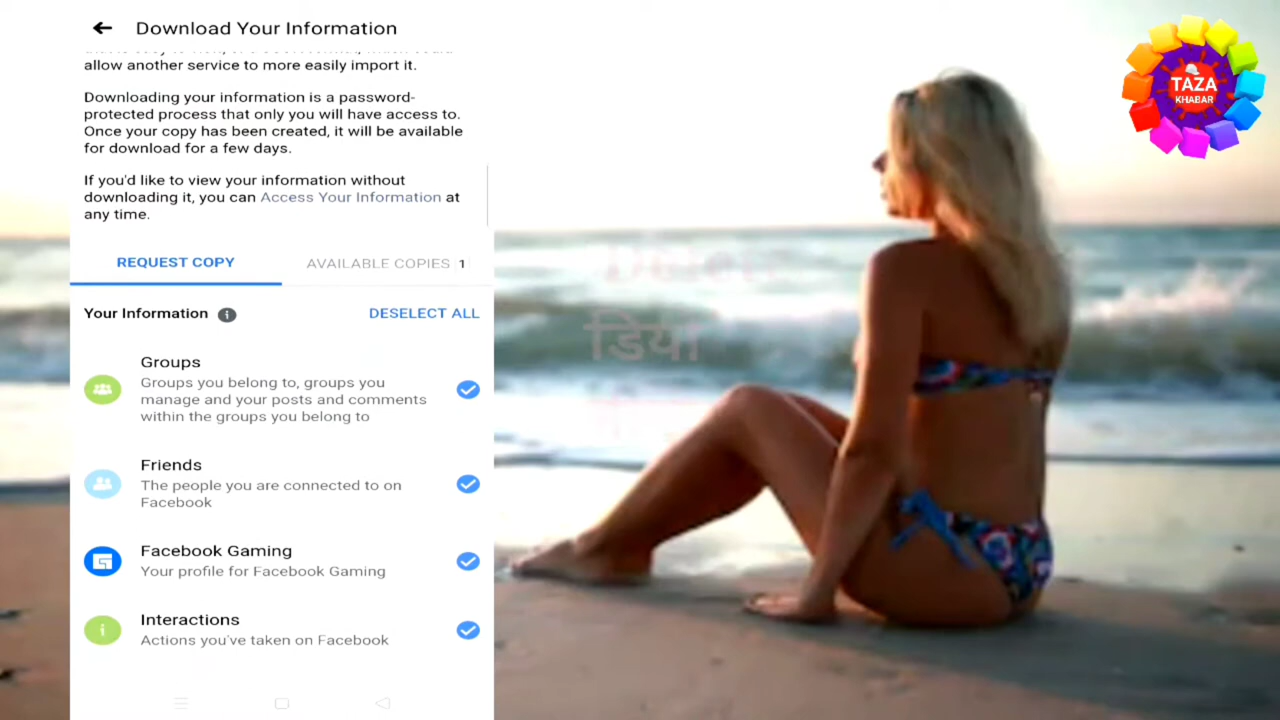 Download Your Information
allow another service to more easily import it.
Downloading your information is a password-
protected process that only you will have access to.
Once your copy has been created, it will be available
for download for a few days.
If you'd like to view your information without
downloading it, you can Access Your Information at
any time.
REQUEST COPY
AVAILABLE COPIES 1
Your Information
DESELECT ALL
Groups
Groups you belong to, groups you
manage and your posts and comments
within the groups you belong to
Friends
The people you are connected to on
Facebook
Facebook Gaming
Your profile for Facebook Gaming
Interactions
Actions you've taken on Facebook
TAZA
KHABAR
Delete
डिया